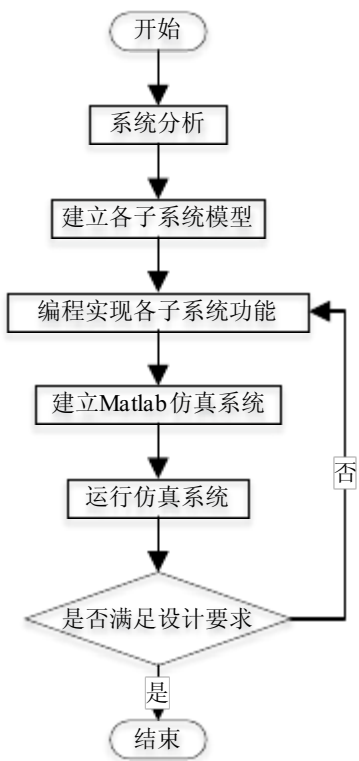 开始
系统分析
建立各子系统模型
编程实现各子系统功能
建立Matlab仿真系统
运行仿真系统
否
是否满足设计要求
是
结束